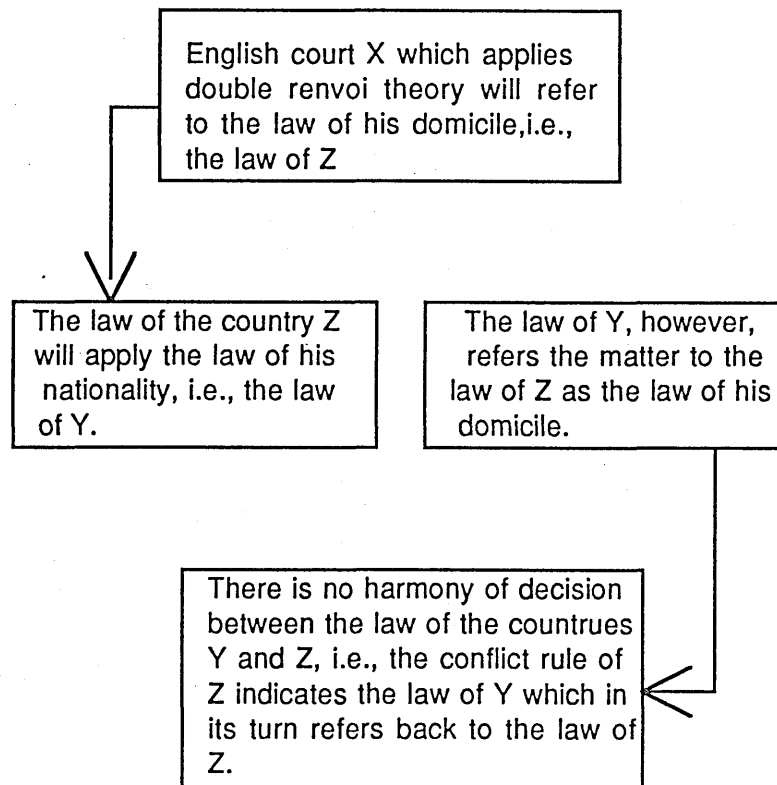 English court X which applies
double renvoi theory will refer
to the law of his domicile,i.e.,
the law of Z
The law of the country Z
will apply the law of his
nationality, i.e., the law
of Y.
The law of Y, however,
refers the matter to the
law of Z as the law of his
domicile.
There is no harmony of decision
between the law of the countrues
Y and Z, i.e., the conflict rule of
Z indicates the law of Y which in
its turn refers back to the law of
Z.